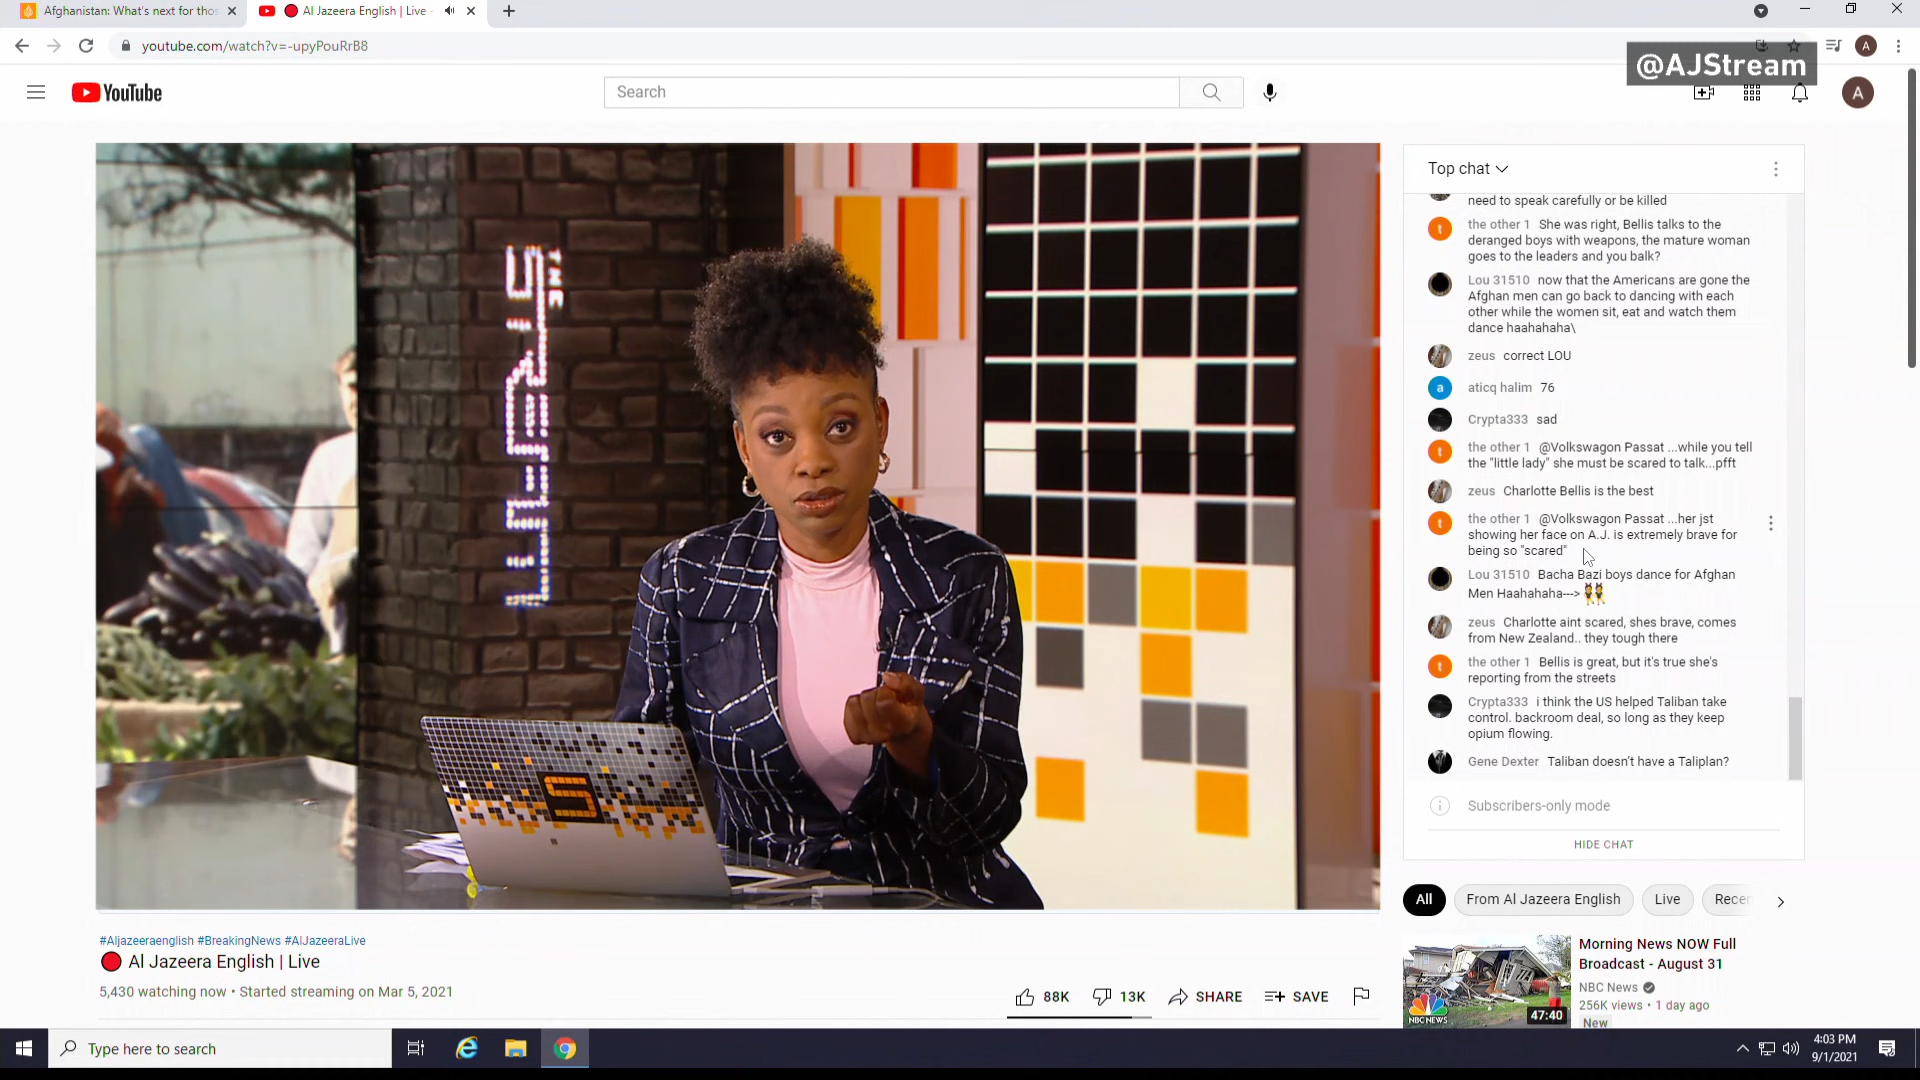 Afghanistan: What's next for thos
Al Jazeera English | Live
youtube.com/watch?v=-upyPouRrB8
A
@AJStream
YouTube
Search
A
THE
STREAM
S
Top chat
need to speak carefully or be killed
t the other 1 She was right, Bellis talks to the
deranged boys with weapons, the mature woman
goes to the leaders and you balk?
Lou 31510 now that the Americans are gone the
Afghan men can go back to dancing with each
other while the women sit, eat and watch them
dance haahahaha\
zeus correct LOU
a aticq halim 76
Crypta333 sad
t the other 1 @Volkswagon Passat ...while you tell
the "little lady" she must be scared to talk...pfft
zeus Charlotte Bellis is the best
t the other 1 @Volkswagon Passat ...her jst
showing her face on A.J. is extremely brave for
being so "scared"
Lou 31510 Bacha Bazi boys dance for Afghan
Men Haahahaha---> 👯👯
zeus Charlotte aint scared, shes brave, comes
from New Zealand.. they tough there
t the other 1 Bellis is great, but it's true she's
reporting from the streets
Crypta333 i think the US helped Taliban take
control. backroom deal, so long as they keep
opium flowing.
Gene Dexter Taliban doesn't have a Taliplan?
Subscribers-only mode
HIDE CHAT
All From Al Jazeera English Live Recen
#Aljazeeraenglish #BreakingNews #AlJazeeraLive
Al Jazeera English | Live
5,430 watching now • Started streaming on Mar 5, 2021
88K 13K SHARE SAVE
NBC NEWS
47:40
Morning News NOW Full
Broadcast - August 31
NBC News
256K views • 1 day ago
New
Type here to search
4:03 PM
9/1/2021